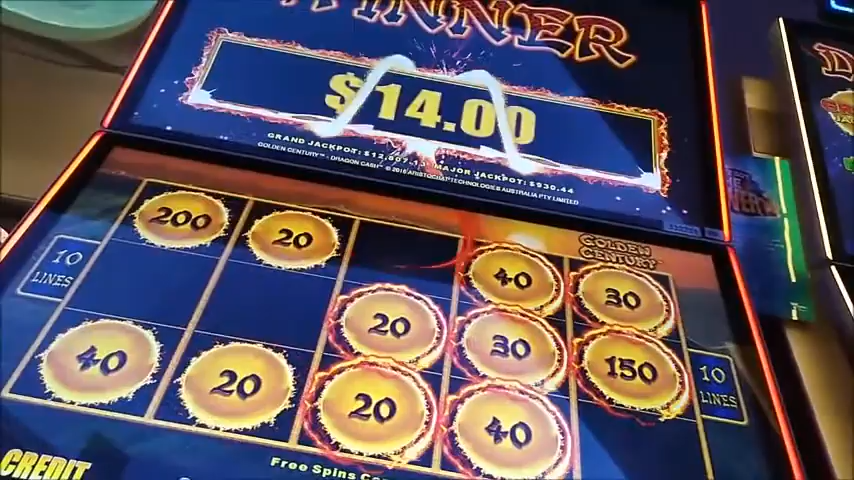 WINNER
$14.00
GRAND JACKPOT: $12,807.13 MAJOR JACKPOT: $930.44
GOLDEN CENTURY™ - DRAGON CASH © 2016 ARISTOCRAT TECHNOLOGIES AUSTRALIA PTY LIMITED
GOLDEN
CENTURY
200
20
40
30
10
LINES
20
30
150
10
LINES
40
20
20
40
CREDIT
Free Spins